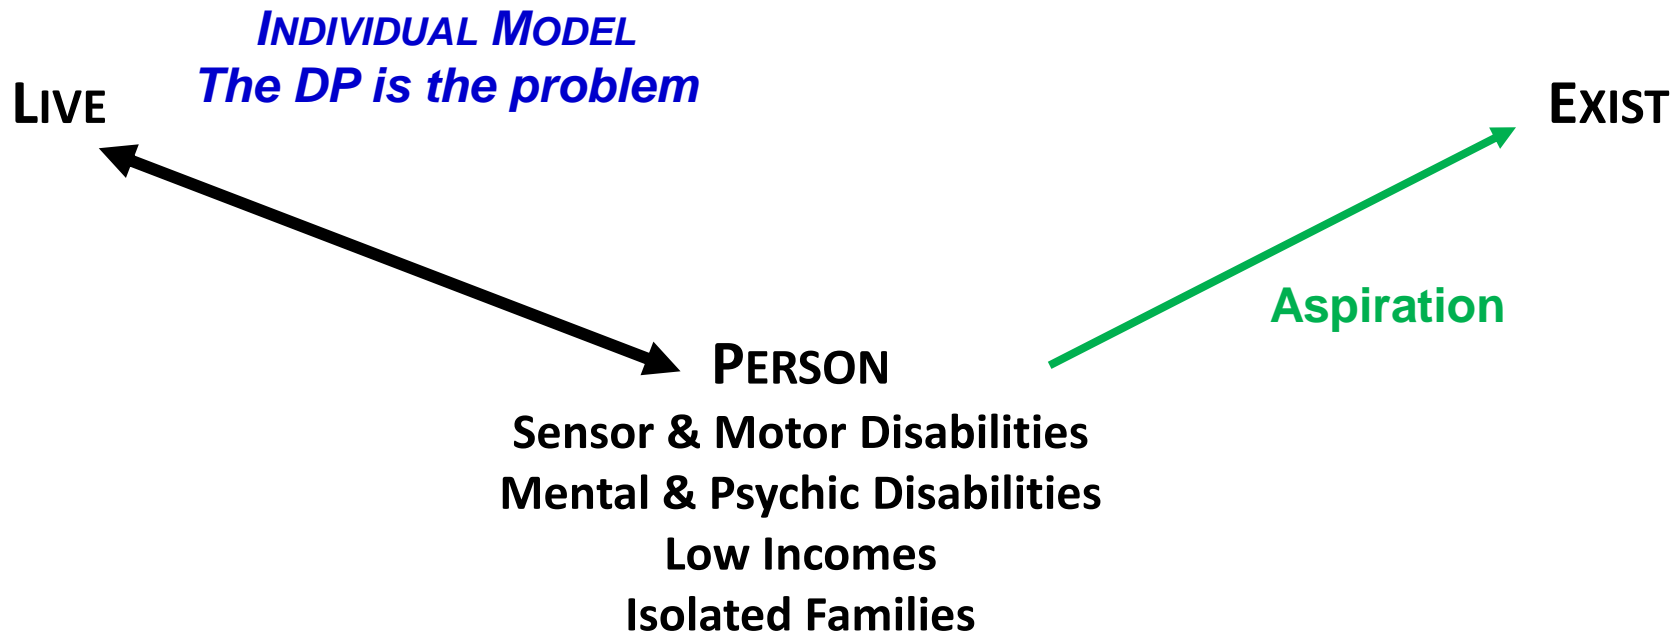 INDIVIDUAL MODEL
The DP is the problem
LIVE
EXIST
Aspiration
PERSON
Sensor & Motor Disabilities
Mental & Psychic Disabilities
Low Incomes
Isolated Families